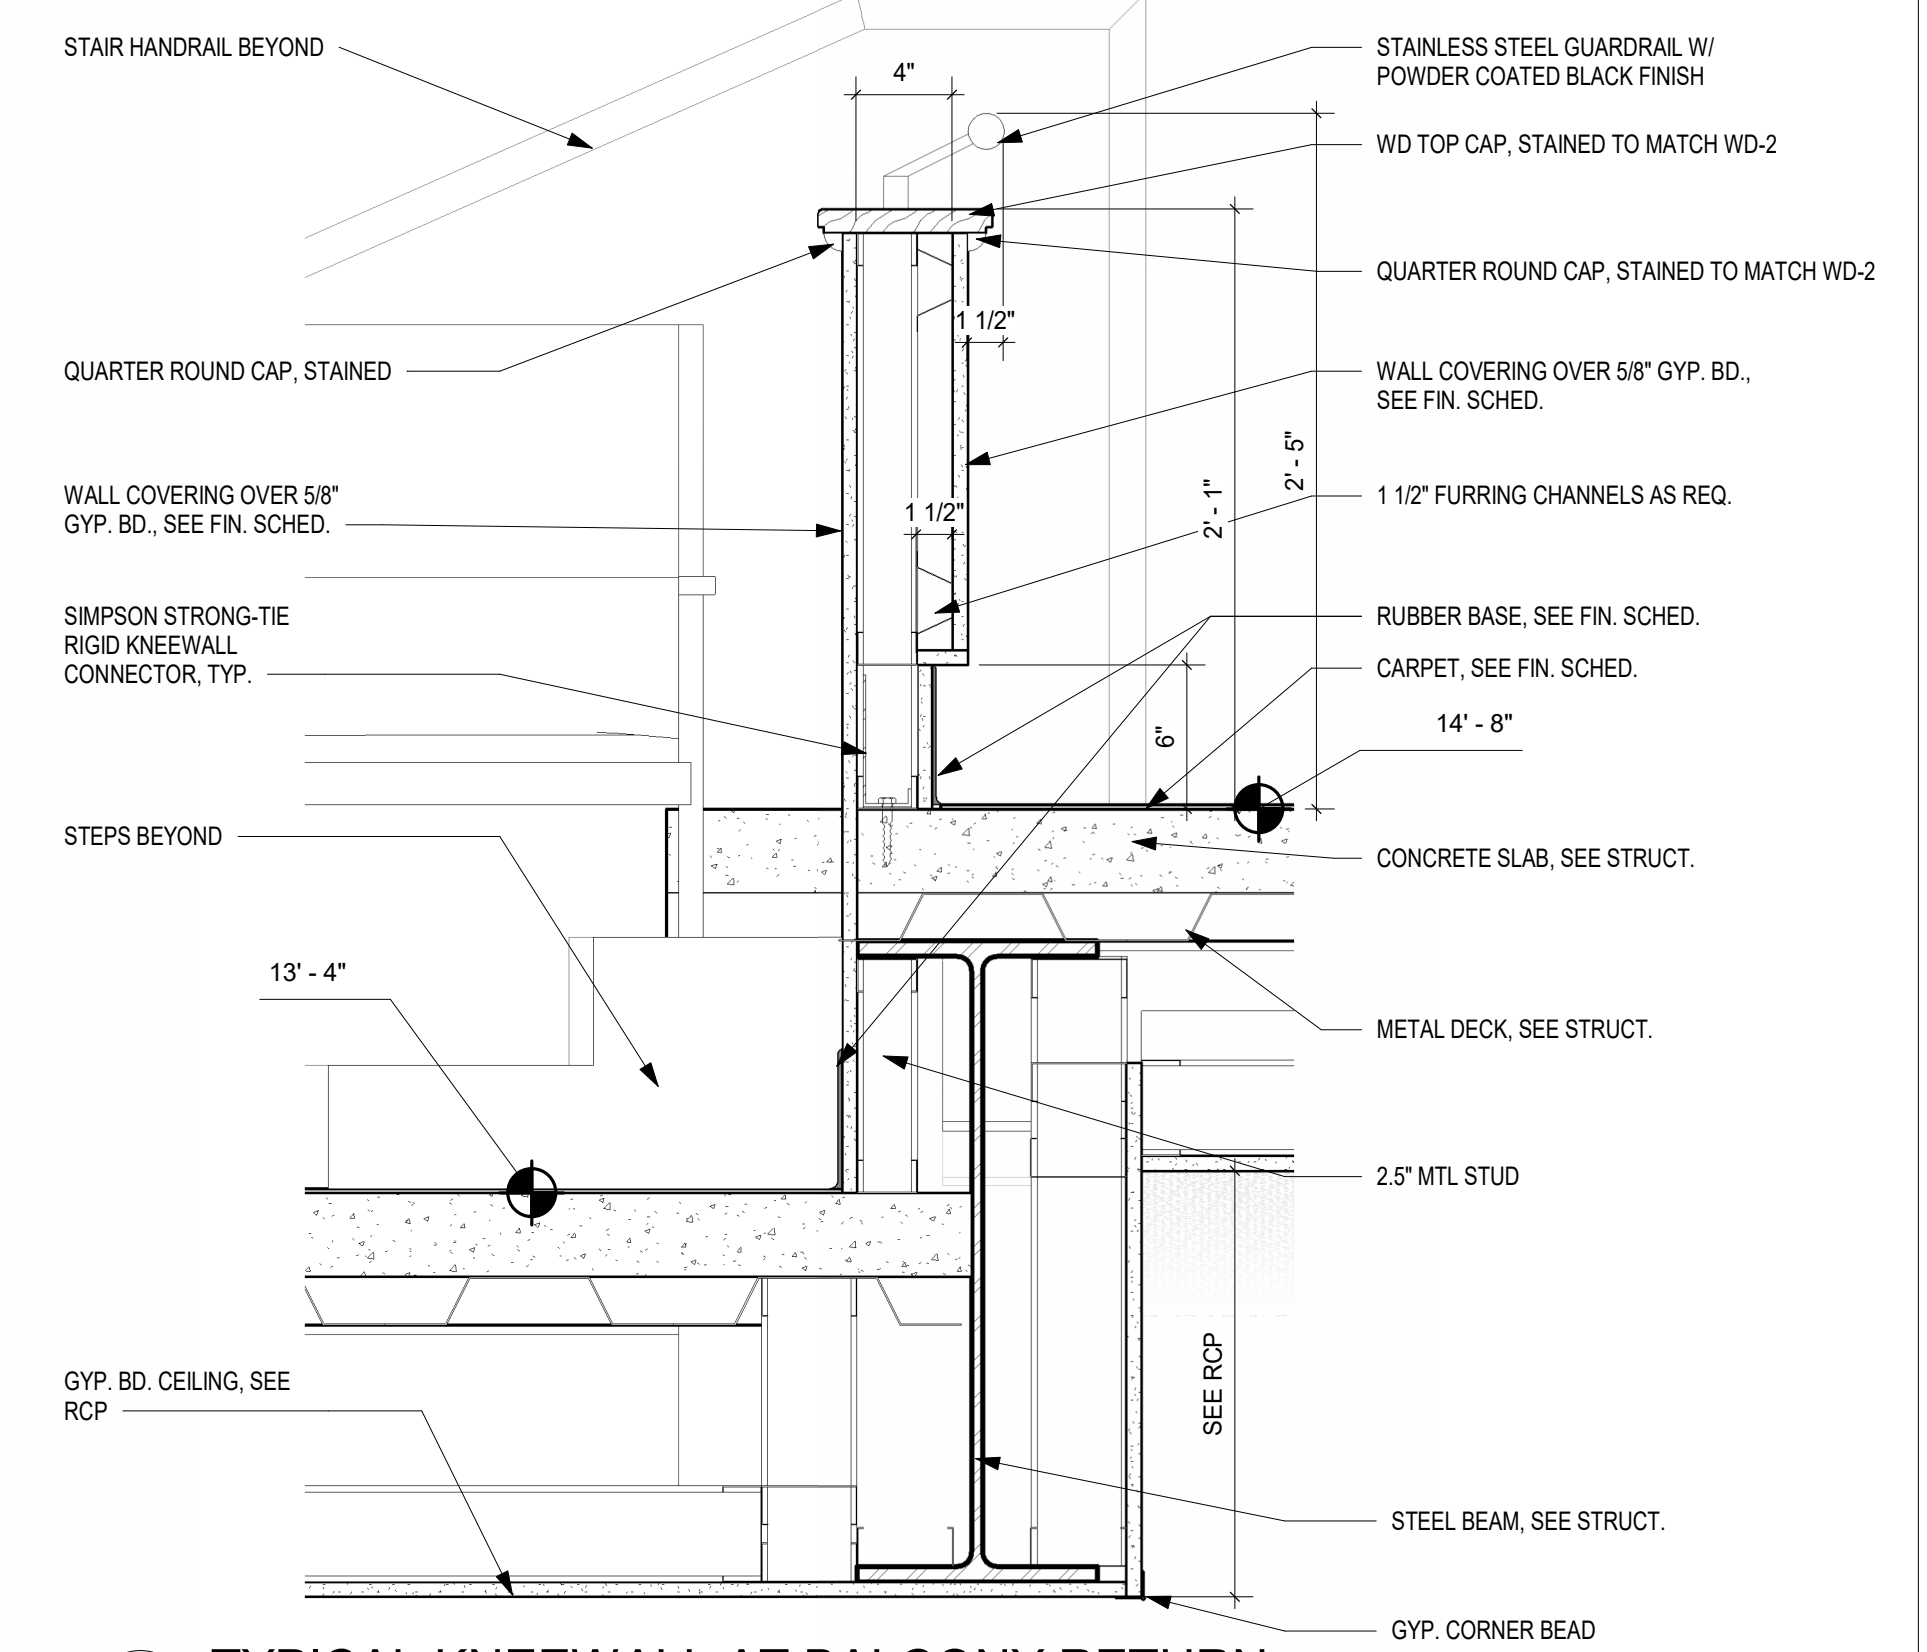 STAIR HANDRAIL BEYOND
4"
STAINLESS STEEL GUARDRAIL W/
POWDER COATED BLACK FINISH
WD TOP CAP, STAINED TO MATCH WD-2
QUARTER ROUND CAP, STAINED TO MATCH WD-2
1 1/2"
QUARTER ROUND CAP, STAINED
WALL COVERING OVER 5/8" GYP. BD.,
SEE FIN. SCHED.
2' - 5"
2' - 1"
WALL COVERING OVER 5/8"
GYP. BD., SEE FIN. SCHED.
1 1/2"
1 1/2" FURRING CHANNELS AS REQ.
SIMPSON STRONG-TIE
RIGID KNEEWALL
CONNECTOR, TYP.
RUBBER BASE, SEE FIN. SCHED.
CARPET, SEE FIN. SCHED.
6"
14' - 8"
STEPS BEYOND
CONCRETE SLAB, SEE STRUCT.
13' - 4"
METAL DECK, SEE STRUCT.
2.5" MTL STUD
GYP. BD. CEILING, SEE
RCP
SEE RCP
STEEL BEAM, SEE STRUCT.
GYP. CORNER BEAD
TYPICAL KNEEWALL AT BALCONY RETURN